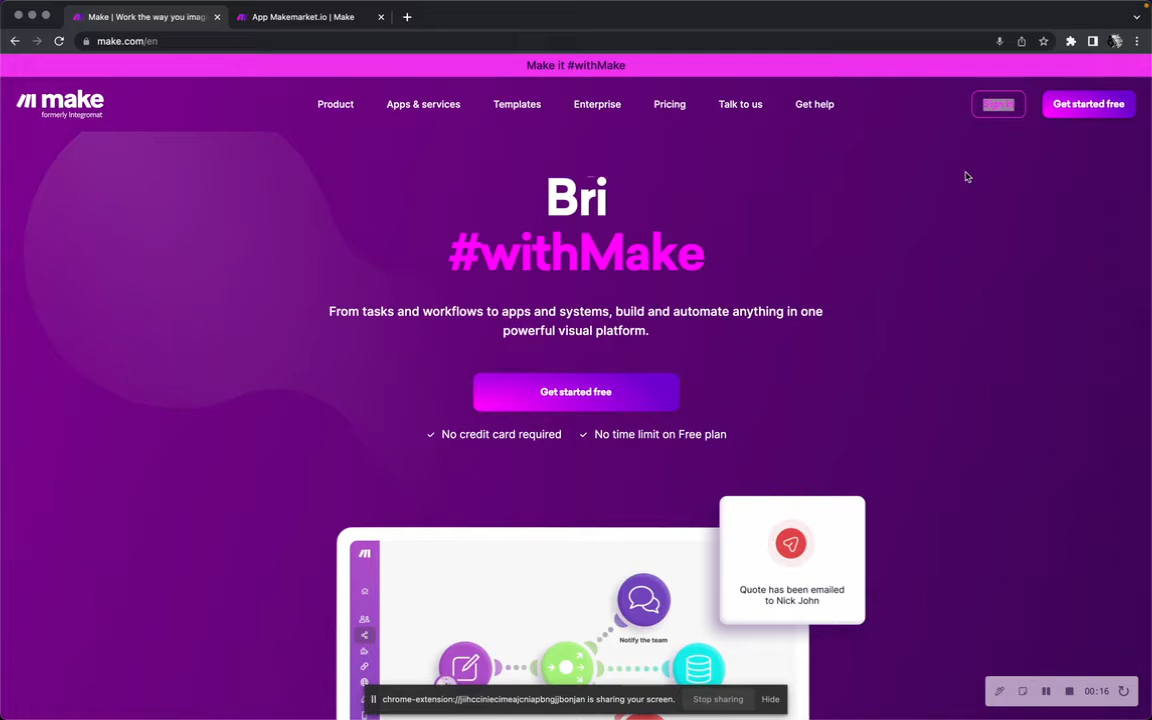 Make | Work the way you imag
App Makemarket.io | Make
make.com/en
Make it #withMake
make
formerly Integromat
Product
Apps & services
Templates
Enterprise
Pricing
Talk to us
Get help
Sign in
Get started free
Bri
#withMake
From tasks and workflows to apps and systems, build and automate anything in one
powerful visual platform.
Get started free
No credit card required
No time limit on Free plan
Quote has been emailed
to Nick John
Notify the team
chrome-extension://jiihcciniecimeajcniapbngjjbonjan is sharing your screen.
Stop sharing
Hide
00:16